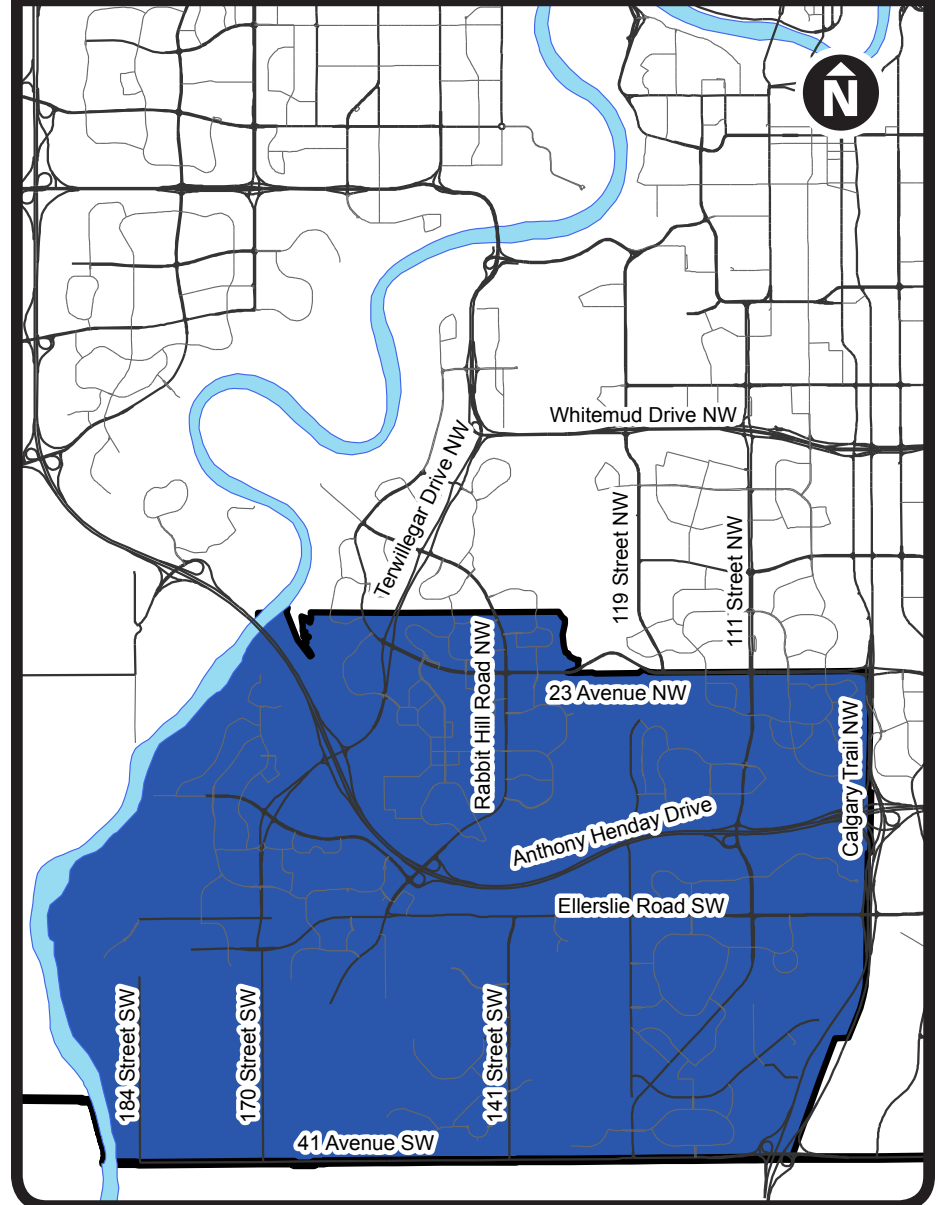 N
Whitemud Drive NW
Terwillegar Drive NW
119 Street NW
111 Street NW
Rabbit Hill Road NW
23 Avenue NW
Calgary Trail NW
Anthony Henday Drive
Ellerslie Road SW
184 Street SW
170 Street SW
141 Street SW
41 Avenue SW